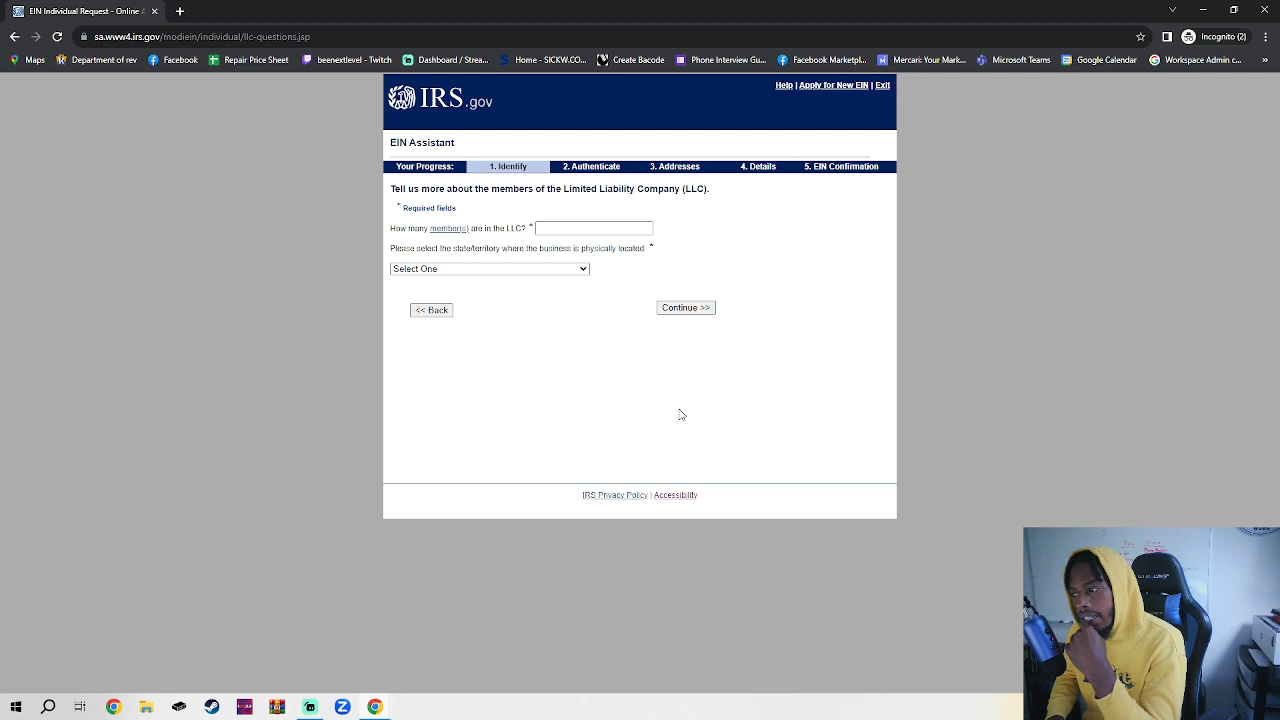 EIN Individual Request - Online A
sa.www4.irs.gov/modiein/individual/llc-questions.jsp
Incognito (2)
Maps
Department of rev
Facebook
Repair Price Sheet
beenextlevel - Twitch
Dashboard / Strea...
Home - SICKW.CO...
Create Bacode
Phone Interview Gu...
Facebook Marketpl...
Mercari: Your Mark...
Microsoft Teams
Google Calendar
Workspace Admin c...
»
IRS.gov
Help | Apply for New EIN | Exit
EIN Assistant
Your Progress: 1. Identify 2. Authenticate 3. Addresses 4. Details 5. EIN Confirmation
Tell us more about the members of the Limited Liability Company (LLC).
* Required fields
How many member(s) are in the LLC? *
Please select the state/territory where the business is physically located. *
Select One
<< Back
Continue >>
IRS Privacy Policy | Accessibility